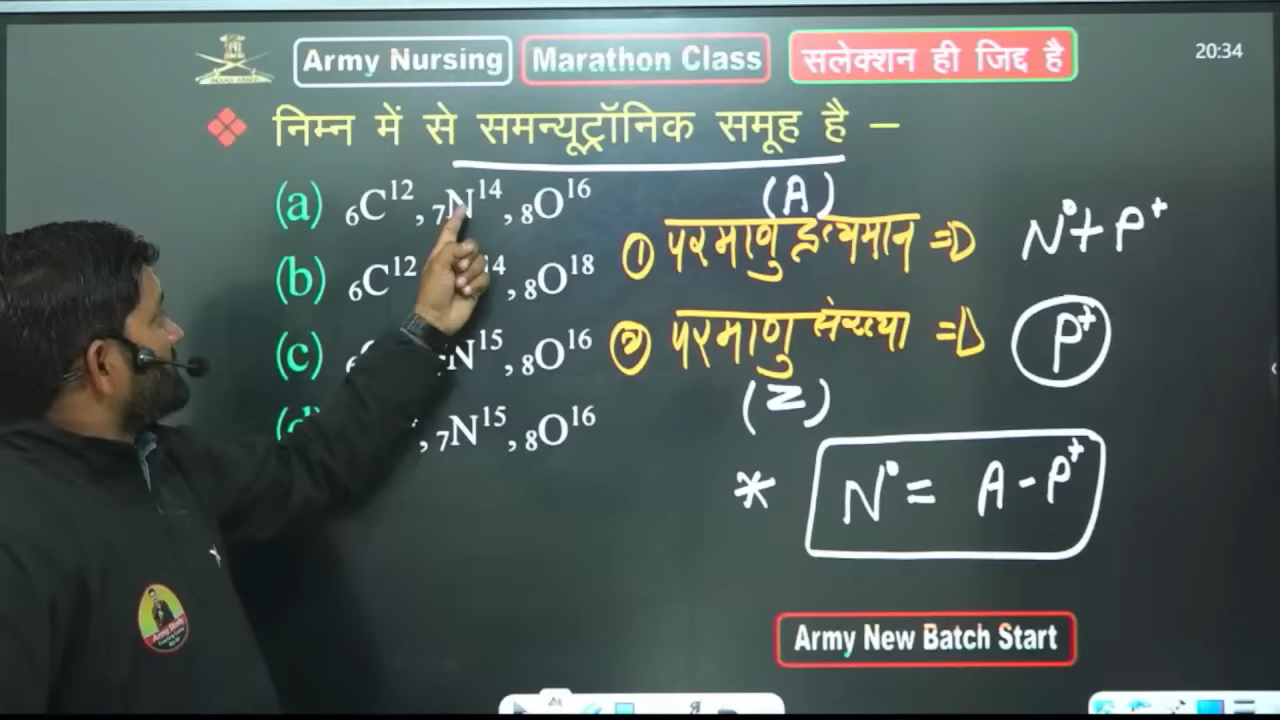 Army Nursing Marathon Class सलेक्शन ही जिद्द है 20:34
निम्न में से समन्यूट्रॉनिक समूह है –
(a) ₆C¹², ₇N¹⁴, ₈O¹⁶
(b) ₆C¹² ¹⁴, ₈O¹⁸
(c) N¹⁵, ₈O¹⁶
(d) , ₇N¹⁵, ₈O¹⁶
(A)
① परमाणु द्रव्यमान => N° + P⁺
② परमाणु संख्या => P⁺
(Z)
* N° = A - P⁺
Army New Batch Start